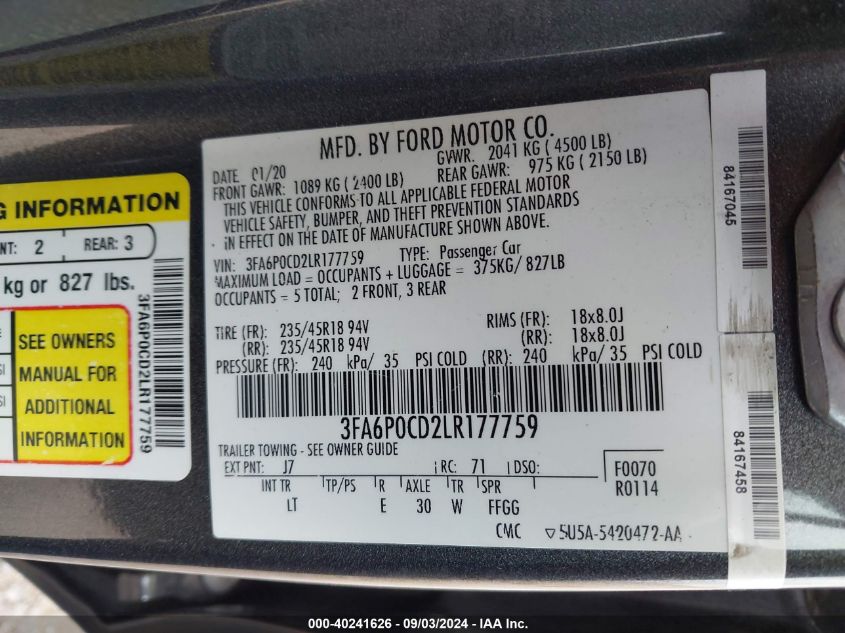 MFD. BY FORD MOTOR CO.
DATE 01/20 GVWR: 2041 KG ( 4500 LB)
FRONT GAWR: 1089 KG ( 2400 LB) REAR GAWR: 975 KG ( 2150 LB)
THIS VEHICLE CONFORMS TO ALL APPLICABLE FEDERAL MOTOR
VEHICLE SAFETY, BUMPER, AND THEFT PREVENTION STANDARDS
IN EFFECT ON THE DATE OF MANUFACTURE SHOWN ABOVE.
VIN: 3FA6P0CD2LR177759 TYPE: Passenger Car
MAXIMUM LOAD = OCCUPANTS + LUGGAGE = 375KG/ 827LB
OCCUPANTS = 5 TOTAL; 2 FRONT, 3 REAR
TIRE (FR): 235/45R18 94V RIMS (FR): 18x8.0J
(RR): 235/45R18 94V (RR): 18x8.0J
PRESSURE (FR): 240 kPa/ 35 PSI COLD (RR): 240 kPa/ 35 PSI COLD
3FA6P0CD2LR177759
TRAILER TOWING - SEE OWNER GUIDE
EXT PNT: J7 RC: 71 DSO: F0070
R0114
INT TR TP/PS R AXLE TR SPR
LT E 30 W FFGG
CMC ▽5U5A-5420472-AA
INFORMATION
NT: 2 REAR: 3
kg or 827 lbs.
SEE OWNERS
MANUAL FOR
ADDITIONAL
INFORMATION
3FA6P0CD2LR177759
84167045
84167458
000-40241626 - 09/03/2024 - IAA Inc.